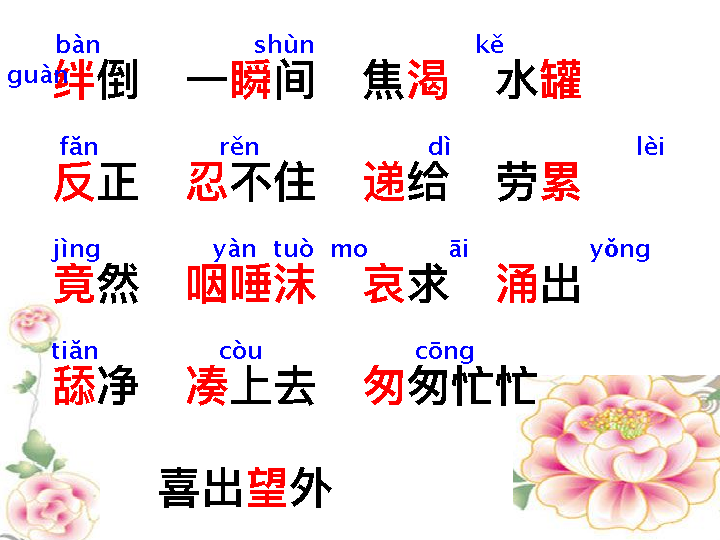 bàn shùn kě
guàn
绊倒 一瞬间 焦渴 水罐
fǎn rěn dì lèi
反正 忍不住 递给 劳累
jìng yàn tuò mo āi yǒng
竟然 咽唾沫 哀求 涌出
tiǎn còu cōng
舔净 凑上去 匆匆忙忙
喜出望外